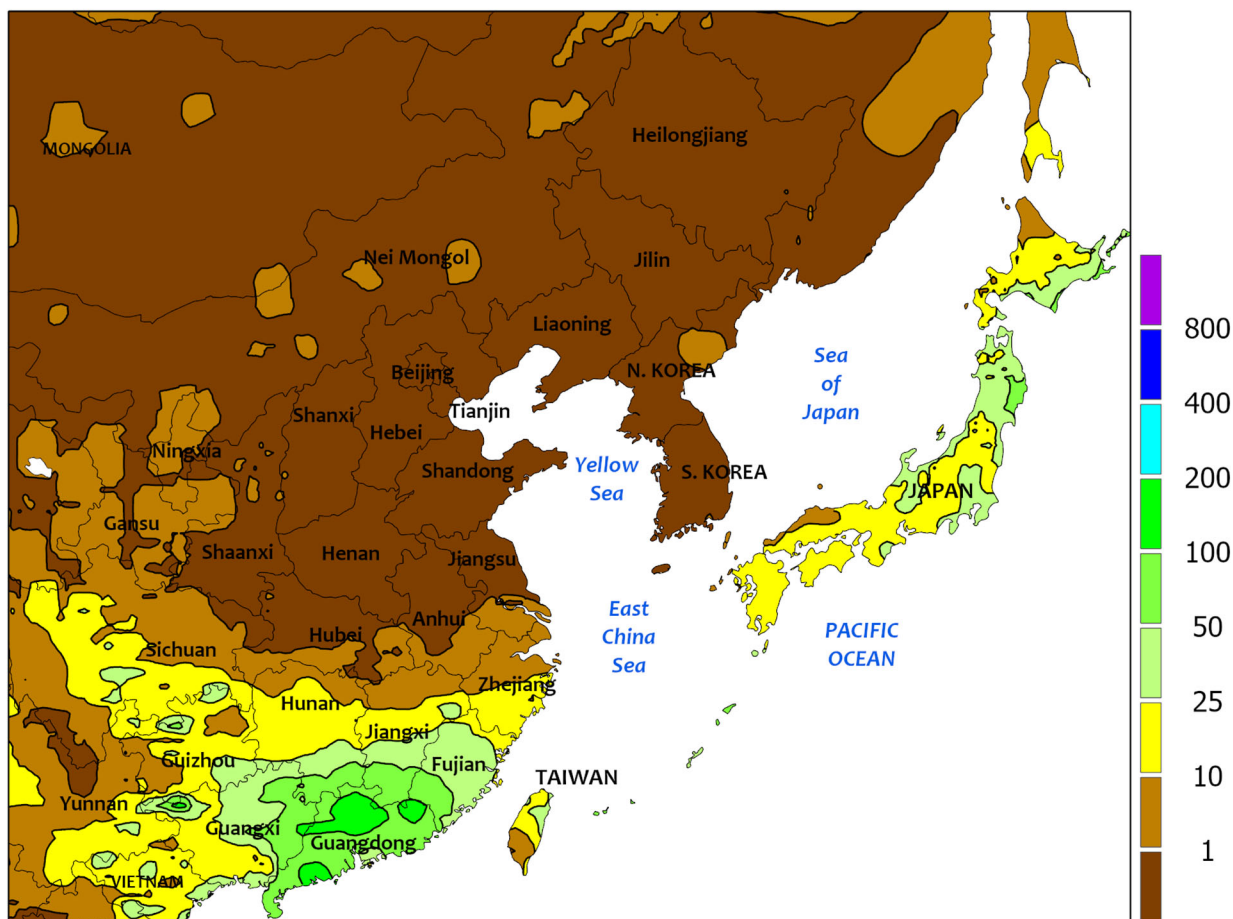 Heilongjiang
MONGOLIA
Nei Mongol
Jilin
Liaoning
Sea
of
Japan
Beijing
N. KOREA
Tianjin
Shanxi
Hebei
Ningxia
Shandong
Yellow
Sea
S. KOREA
JAPAN
Gansu
Shaanxi
Henan
Jiangsu
East
China
Sea
Anhui
Hubei
PACIFIC
OCEAN
Sichuan
Zhejiang
Hunan
Jiangxi
Guizhou
Fujian
TAIWAN
Yunnan
Guangxi
Guangdong
VIETNAM
800
400
200
100
50
25
10
1